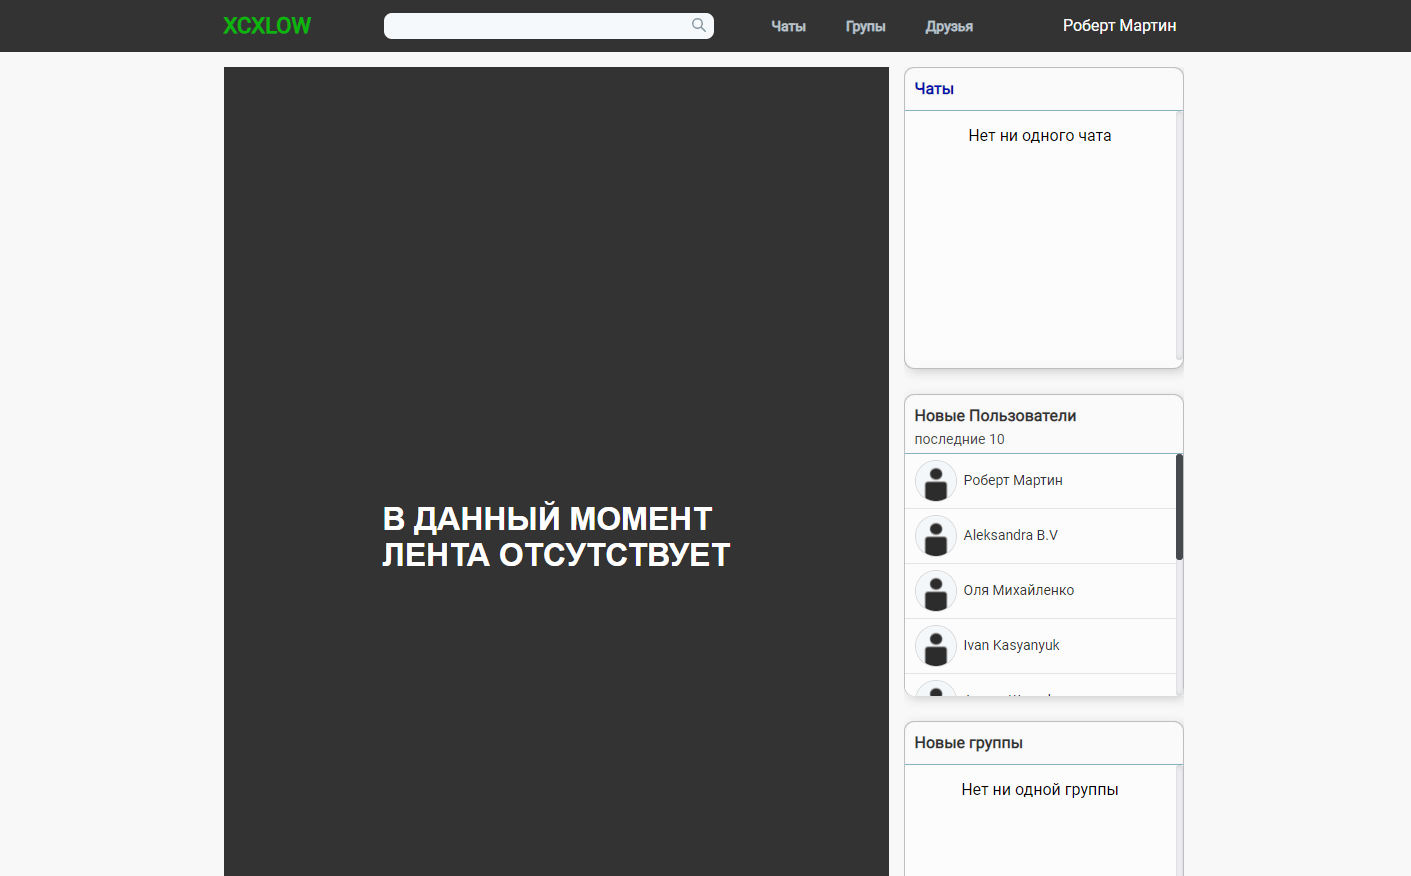 XCXLOW
Чаты
Групы
Друзья
Роберт Мартин
В ДАННЫЙ МОМЕНТ
ЛЕНТА ОТСУТСТВУЕТ
Чаты
Нет ни одного чата
Новые Пользователи
последние 10
Роберт Мартин
Aleksandra B.V
Оля Михайленко
Ivan Kasyanyuk
Новые группы
Нет ни одной группы